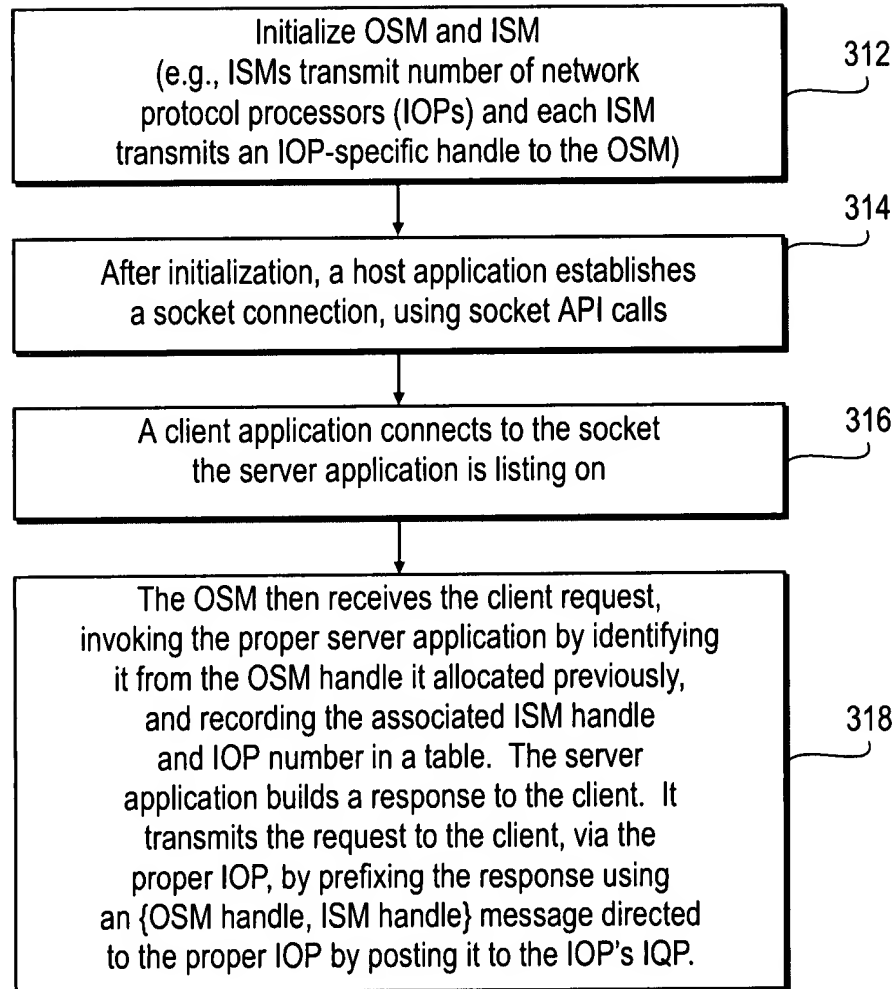 Initialize OSM and ISM
(e.g., ISMs transmit number of network
protocol processors (IOPs) and each ISM
transmits an IOP-specific handle to the OSM)
312
After initialization, a host application establishes
a socket connection, using socket API calls
314
A client application connects to the socket
the server application is listing on
316
The OSM then receives the client request,
invoking the proper server application by identifying
it from the OSM handle it allocated previously,
and recording the associated ISM handle
and IOP number in a table. The server
application builds a response to the client. It
transmits the request to the client, via the
proper IOP, by prefixing the response using
an {OSM handle, ISM handle} message directed
to the proper IOP by posting it to the IOP's IQP.
318